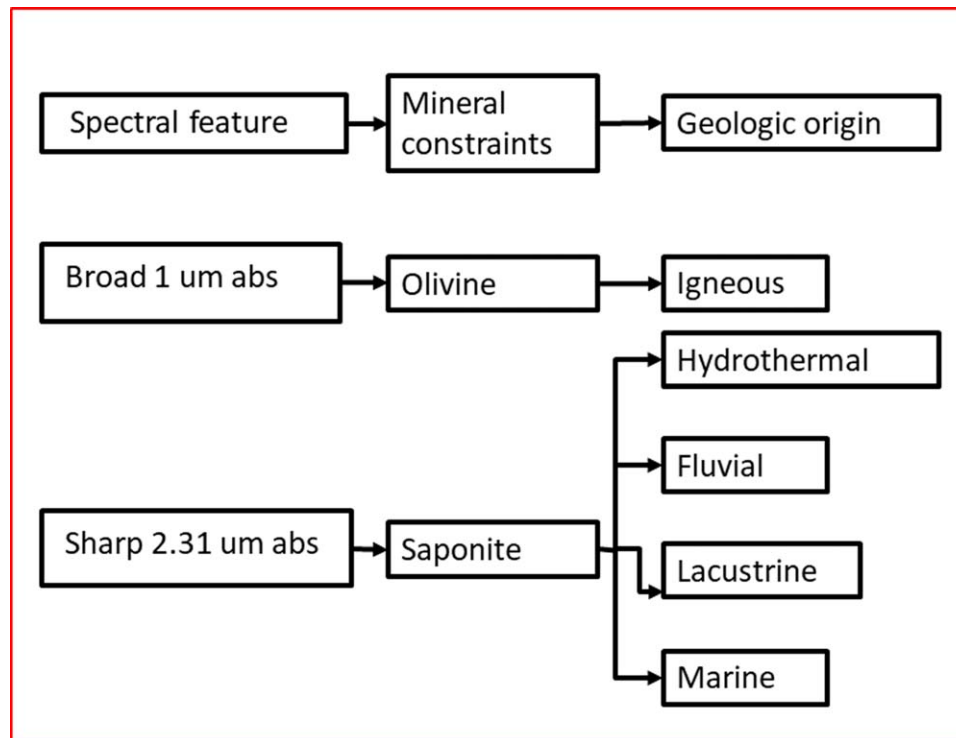 Spectral feature
Mineral
constraints
Geologic origin
Broad 1 um abs
Olivine
Igneous
Hydrothermal
Fluvial
Sharp 2.31 um abs
Saponite
Lacustrine
Marine